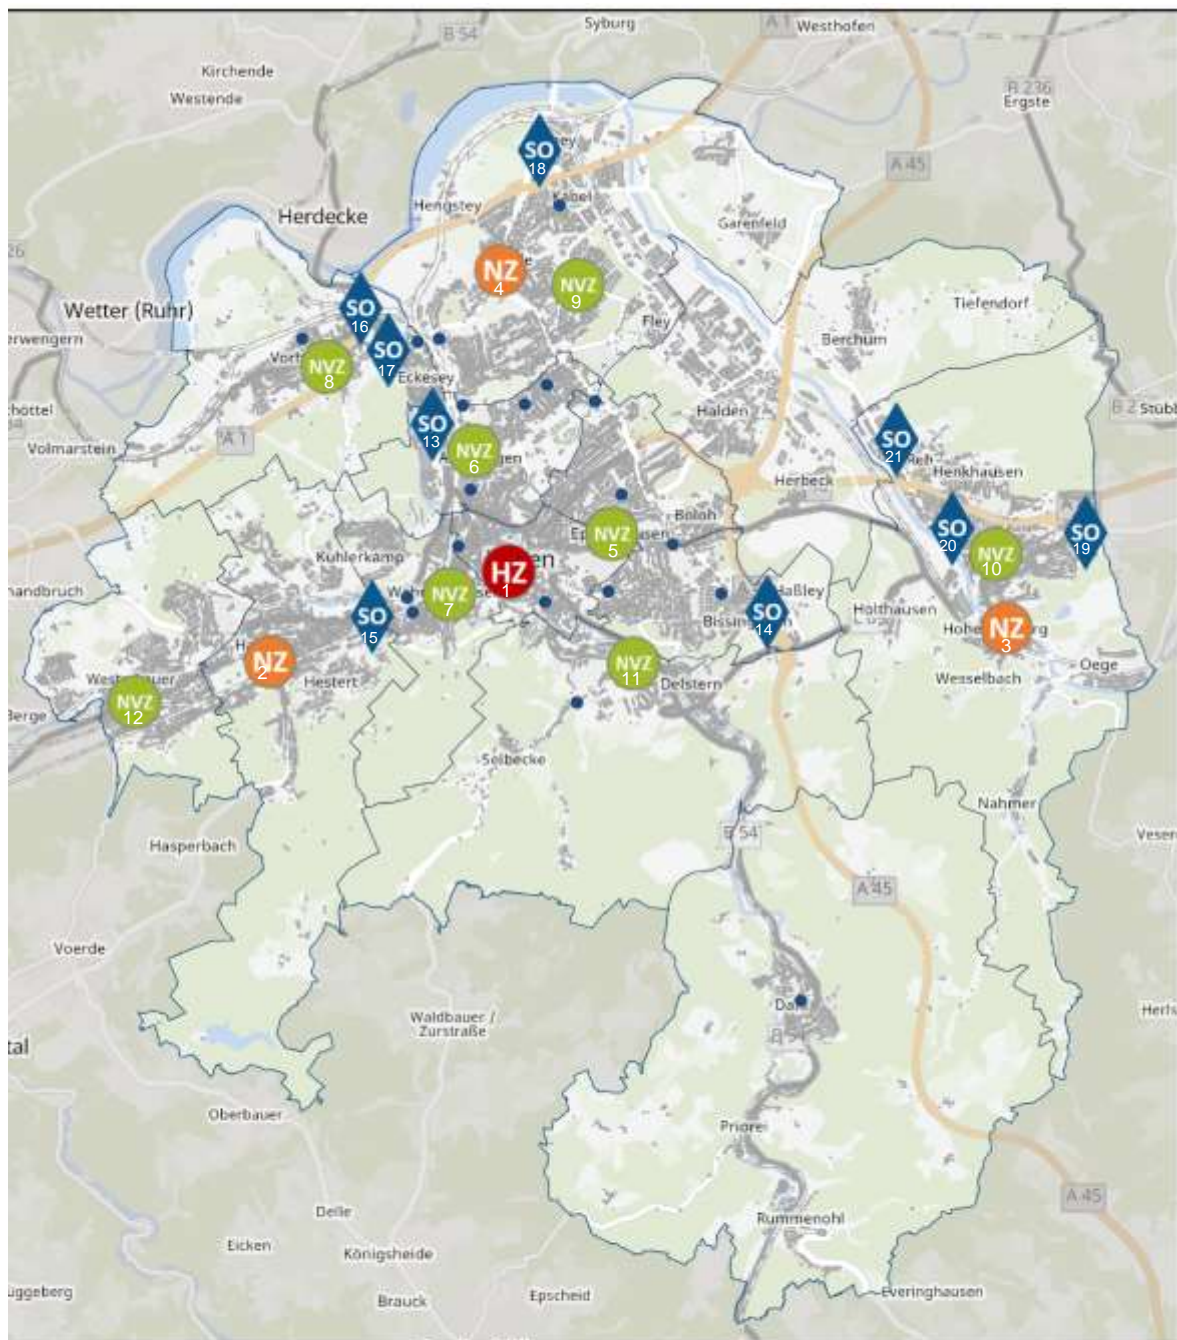 Syburg
A 1
Westhofen
B 54
Kirchende
Westende
B 236
Ergste
SO
18
A 45
Kabel
Hengstey
Garenfeld
Herdecke
NZ
4
NVZ
9
Tiefendorf
Wetter (Ruhr)
SO
16
Fley
Berchum
SO
17
NVZ
8
Eckesey
Halden
Volmarstein
A 1
SO
13
NVZ
6
SO
21
Henkhausen
Herbeck
Boloh
NVZ
5
SO
20
SO
19
Kuhlerkamp
HZ
1
NVZ
10
NVZ
7
SO
15
SO
14
Haßley
Holthausen
NZ
3
NZ
2
Hestert
NVZ
11
Delstern
Wesselbach
Oege
NVZ
12
Selbecke
Nahmer
B 54
Hasperbach
A 45
Voerde
Waldbauer /
Zurstraße
Oberbauer
Priorei
A 45
Delle
Rummenohl
Eicken
Königsheide
Brauck
Epscheid
Everinghausen